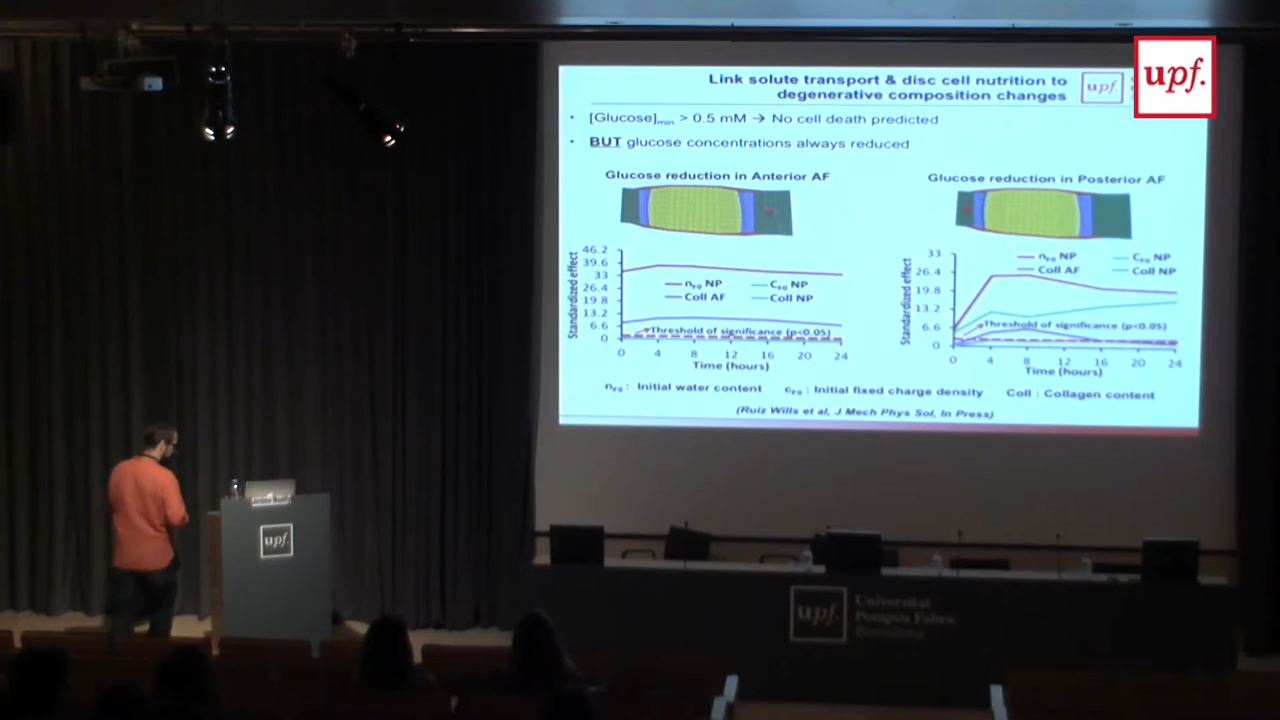 Link solute transport & disc cell nutrition to
degenerative composition changes
upf.
upf.
• [Glucose]min > 0.5 mM → No cell death predicted
• BUT glucose concentrations always reduced
Glucose reduction in Anterior AF
Glucose reduction in Posterior AF
Standardized effect
46.2
39.6
33
26.4
19.8
13.2
6.6
0
nF0 NP
CF0 NP
Coll AF
Coll NP
Threshold of significance (p<0.05)
0 4 8 12 16 20 24
Time (hours)
Standardized effect
33
26.4
19.8
13.2
6.6
0
nF0 NP
CF0 NP
Coll AF
Coll NP
Threshold of significance (p<0.05)
0 4 8 12 16 20 24
Time (hours)
nF0 : Initial water content cF0 : Initial fixed charge density Coll : Collagen content
(Ruiz Wills et al, J Mech Phys Sol, In Press)
upf.
upf.
Universitat
Pompeu Fabra
Barcelona